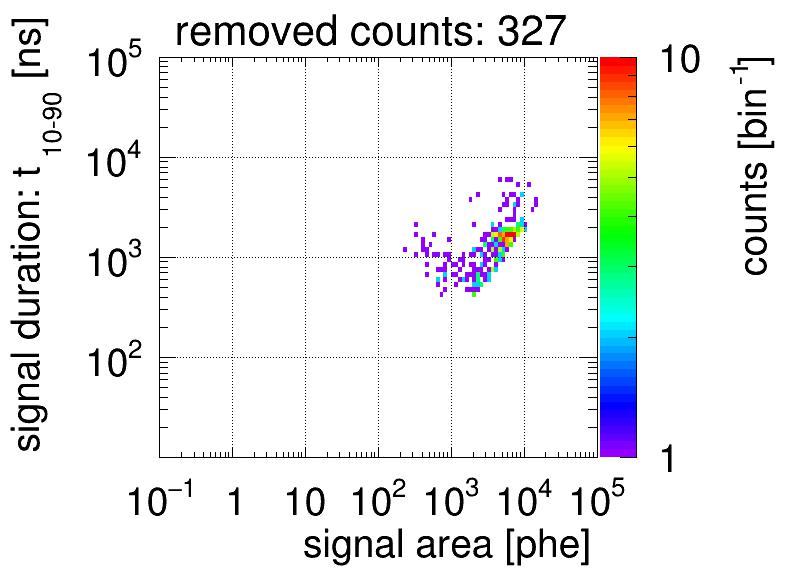 removed counts: 327
signal duration: t 10-90 [ns]
10^5
10^4
10^3
10^2
10^−1 1 10 10^2 10^3 10^4 10^5
signal area [phe]
10
1
counts [bin^-1]